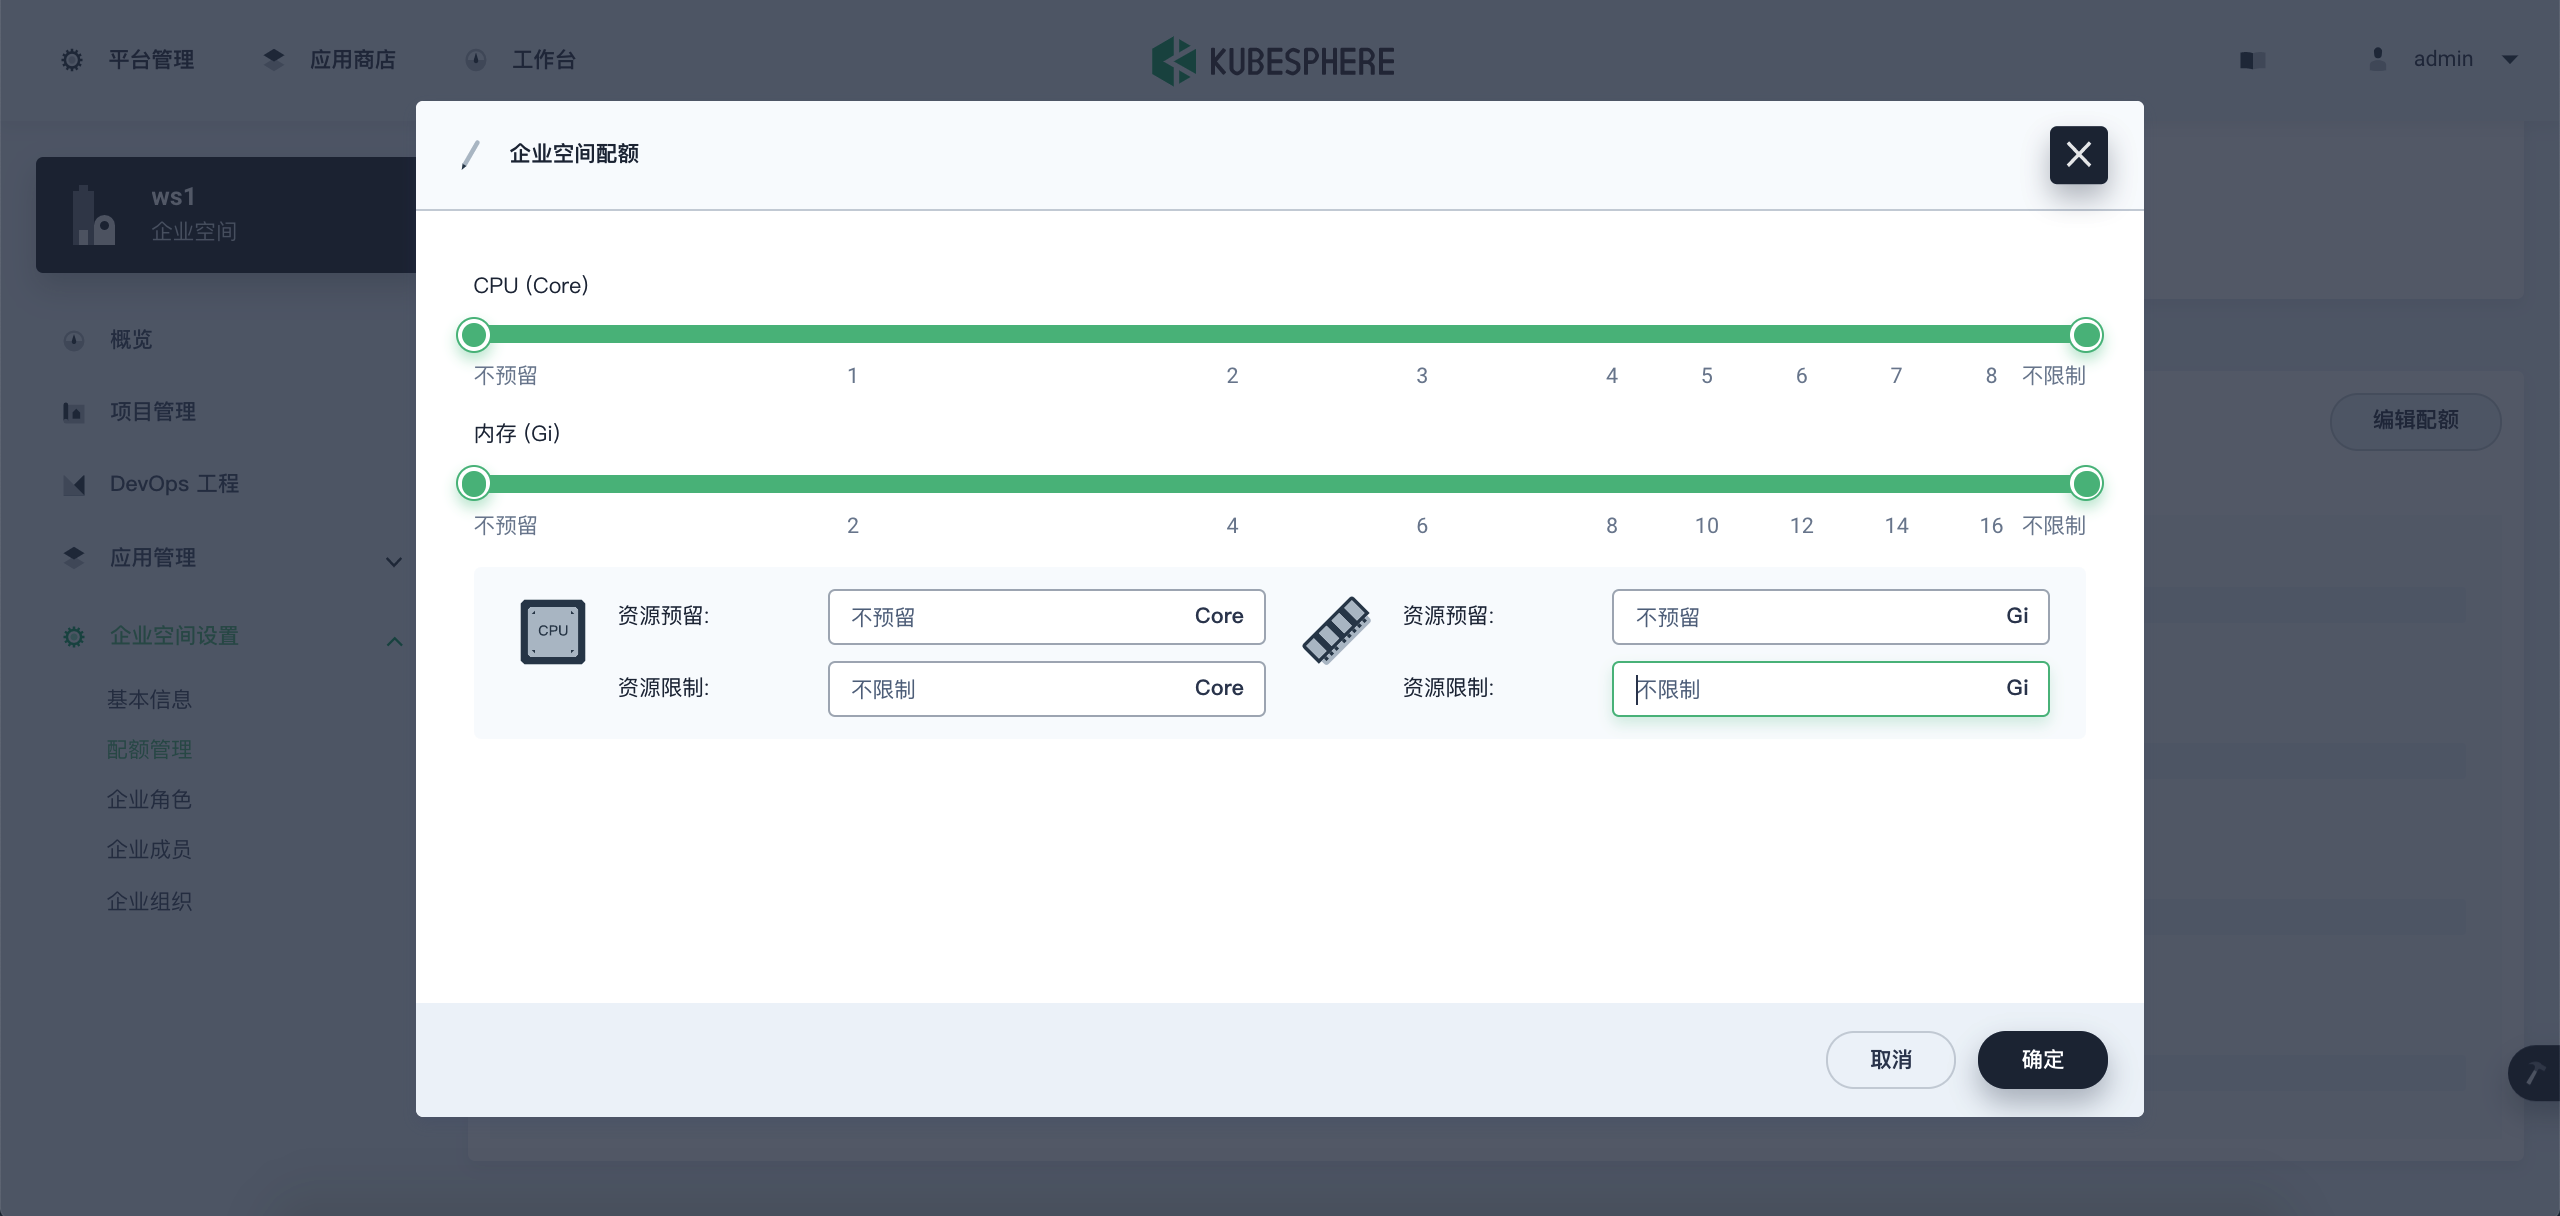 平台管理
应用商店
工作台
KUBESPHERE
admin
ws1
企业空间
概览
项目管理
DevOps 工程
应用管理
企业空间设置
基本信息
配额管理
企业角色
企业成员
企业组织
编辑配额
企业空间配额
CPU (Core)
不预留 1 2 3 4 5 6 7 8 不限制
内存 (Gi)
不预留 2 4 6 8 10 12 14 16 不限制
CPU
资源预留: 不预留 Core
资源限制: 不限制 Core
资源预留: 不预留 Gi
资源限制: 不限制 Gi
取消
确定